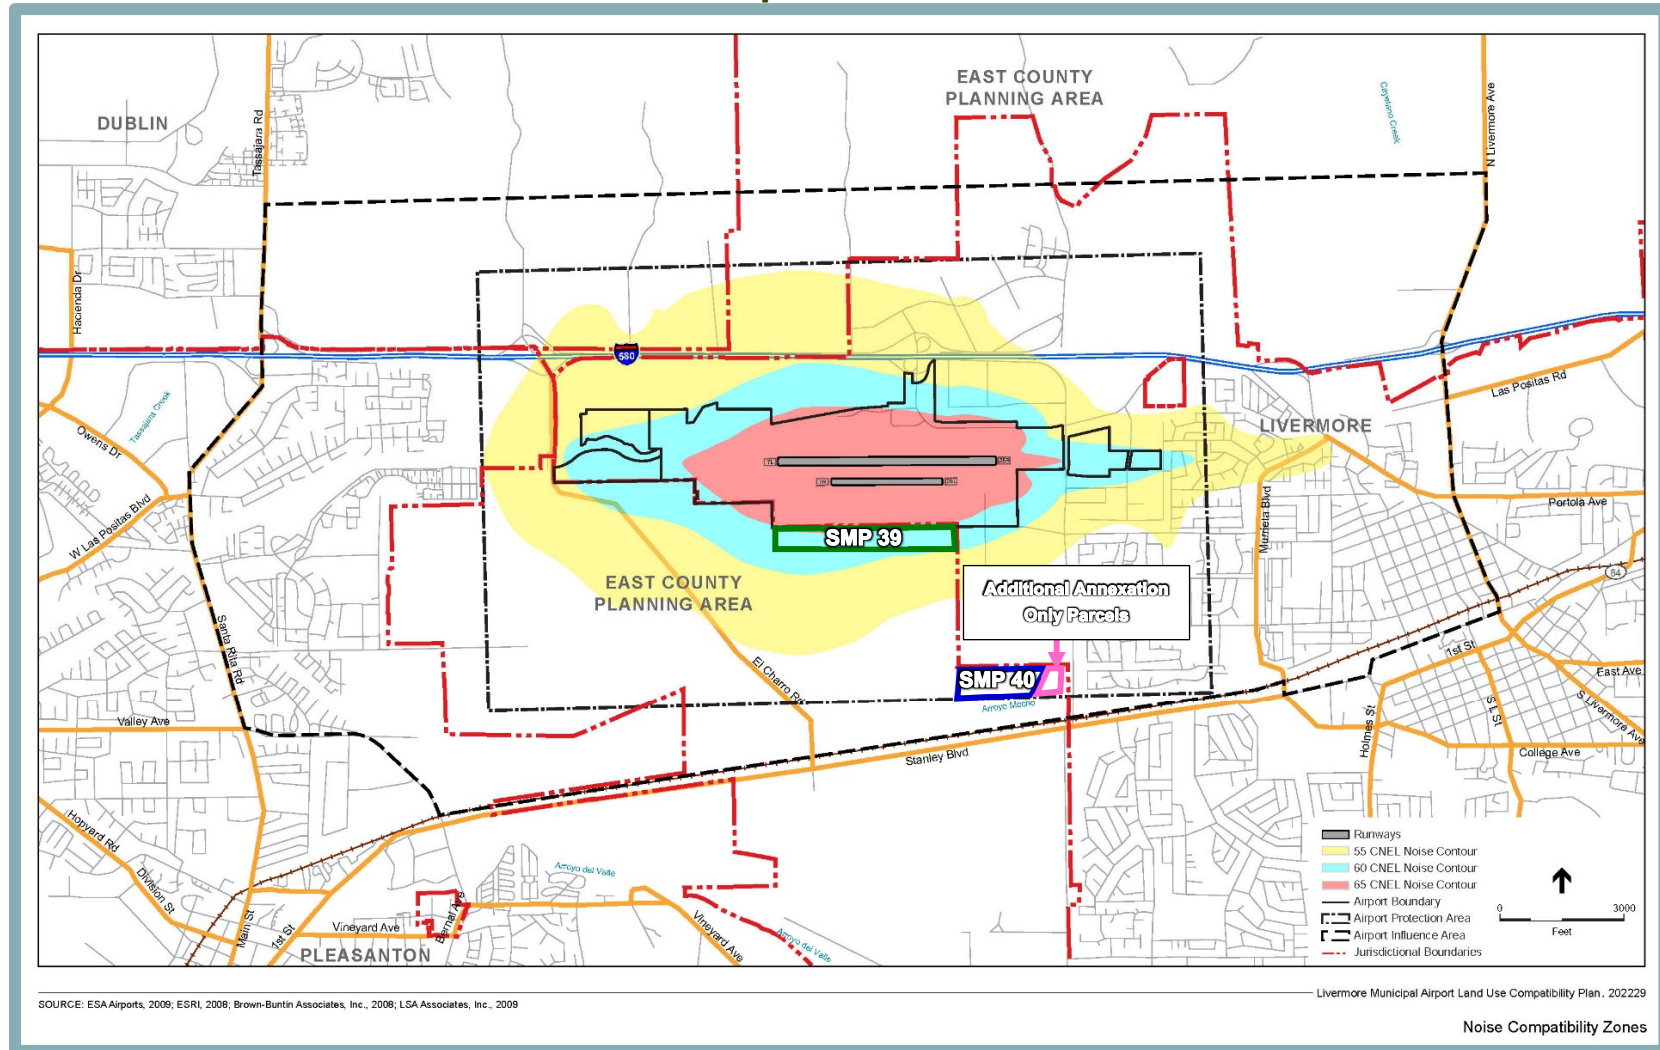 EAST COUNTY
PLANNING AREA
DUBLIN
Tassajara Rd
Cayetano Creek
N Livermore Ave
Hacienda Dr
580
Las Positas Rd
Tassajara Creek
Owens Dr
LIVERMORE
W Las Positas Blvd
Portola Ave
Murrieta Blvd
SMP 39
84
EAST COUNTY
PLANNING AREA
Additional Annexation
Only Parcels
Santa Rita Rd
1st St
El Charro Rd
SMP 40
Arroyo Mocho
East Ave
S Livermore Ave
S L St
Holmes St
Valley Ave
Stanley Blvd
College Ave
Hopyard Rd
Division St
Main St
1st St
Vineyard Ave
Bernal Ave
Arroyo del Valle
Vineyard Ave
Arroyo del Valle
PLEASANTON
Runways
55 CNEL Noise Contour
60 CNEL Noise Contour
65 CNEL Noise Contour
Airport Boundary
Airport Protection Area
Airport Influence Area
Jurisdictional Boundaries
0 3000
Feet
SOURCE: ESA Airports, 2009; ESRI, 2008; Brown-Buntin Associates, Inc., 2008; LSA Associates, Inc., 2009
Livermore Municipal Airport Land Use Compatibility Plan. 202229
Noise Compatibility Zones